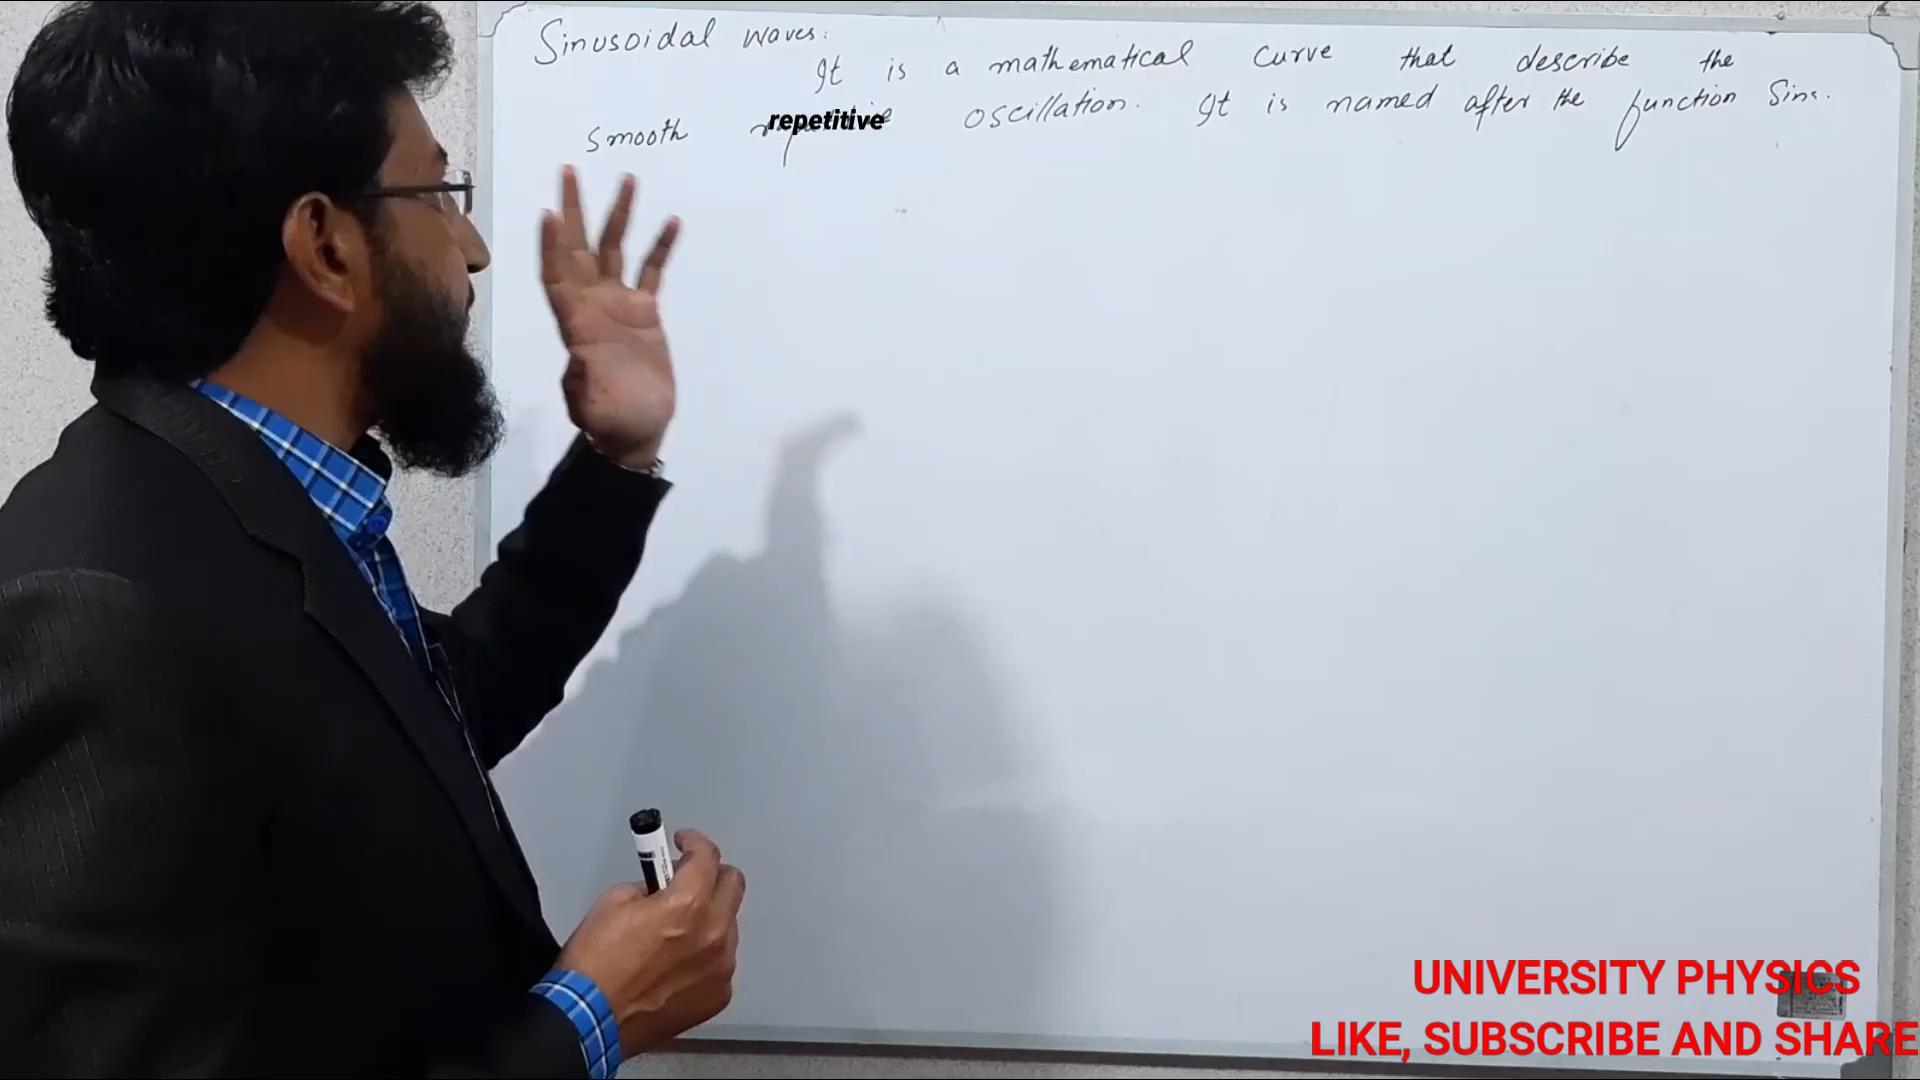 Sinusoidal waves:
It is a mathematical curve that describe the
smooth repetitive oscillation. It is named after the function Sine.
UNIVERSITY PHYSICS
LIKE, SUBSCRIBE AND SHARE